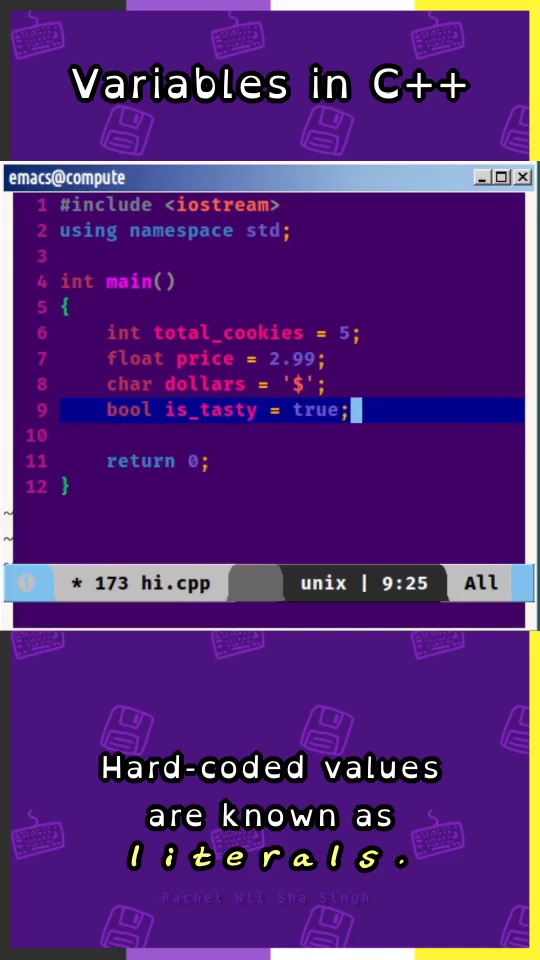 Variables in C++
emacs@compute
1 #include <iostream>
2 using namespace std;
3
4 int main()
5 {
6     int total_cookies = 5;
7     float price = 2.99;
8     char dollars = '$';
9     bool is_tasty = true;
10
11     return 0;
12 }
~
~
1 * 173 hi.cpp unix | 9:25 All
Hard-coded values
are known as
literals.
Rachel Wil Sha Singh